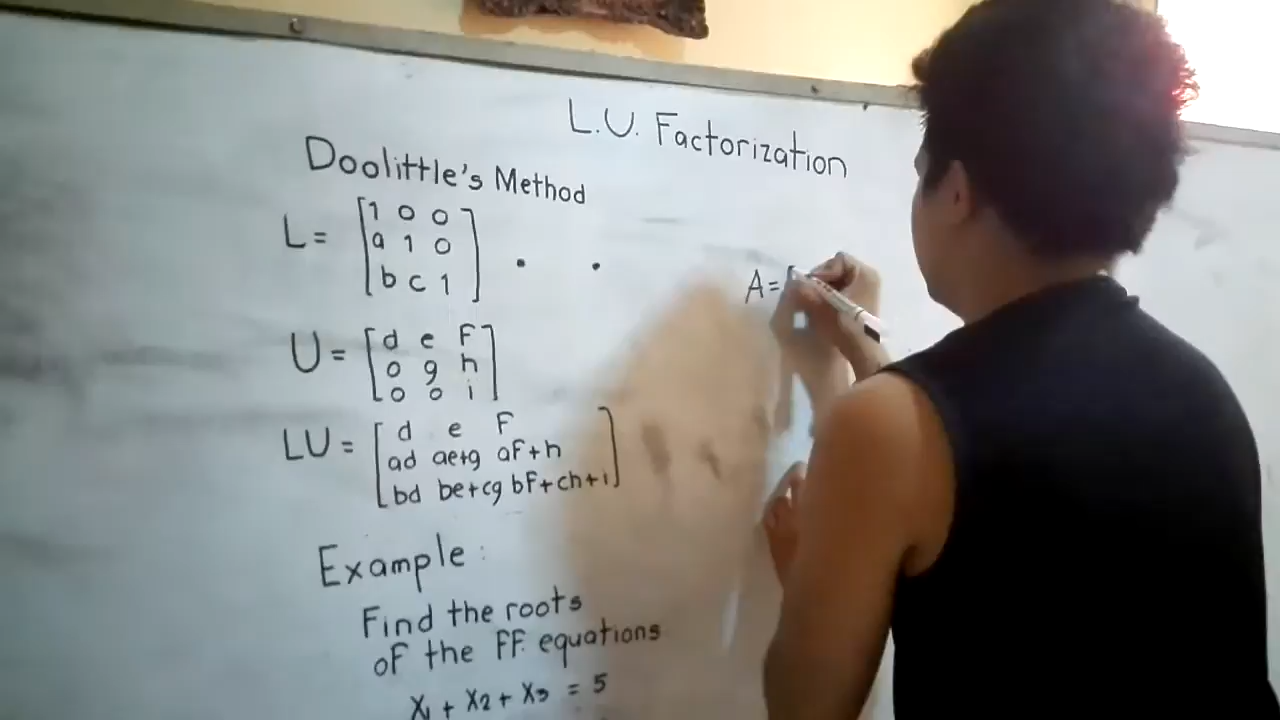 L.U. Factorization
Doolittle's Method
L = [1 0 0
a 1 0
b c 1]
U = [d e F
0 g h
0 0 i]
LU = [d e F
ad ae+g aF+h
bd be+cg bF+ch+i]
Example:
Find the roots
of the FF. equations
X1 + X2 + X3 = 5
A = [